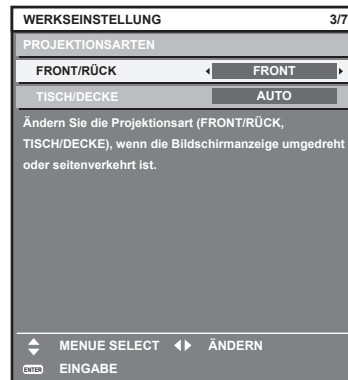 WERKSEINSTELLUNG 3/7
PROJEKTIONSARTEN
FRONT/RÜCK FRONT
TISCH/DECKE AUTO
Ändern Sie die Projektionsart (FRONT/RÜCK,
TISCH/DECKE), wenn die Bildschirmanzeige umgedreht
oder seitenverkehrt ist.
MENUE SELECT ÄNDERN
ENTER EINGABE